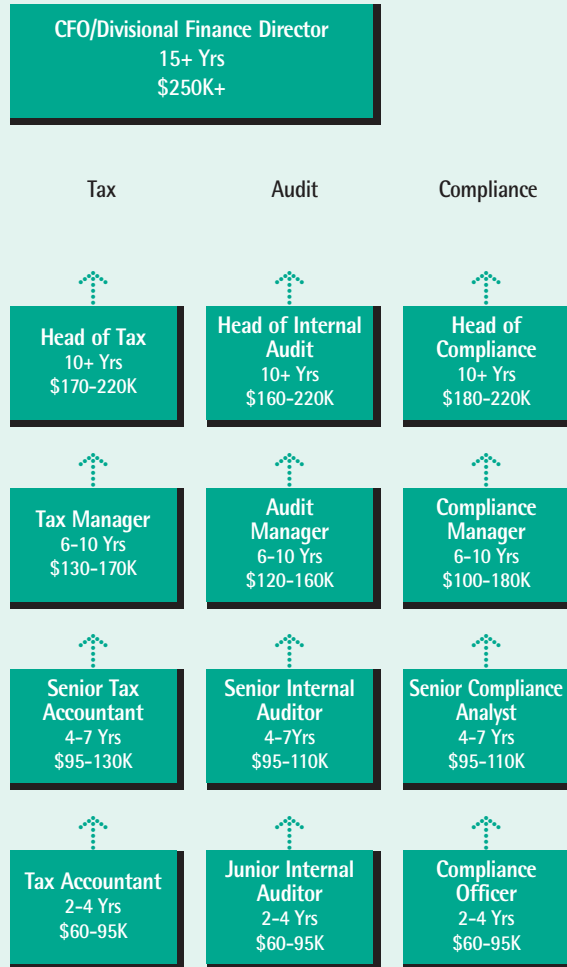 CFO/Divisional Finance Director
15+ Yrs
$250K+
Tax
Audit
Compliance
Head of Tax
10+ Yrs
$170-220K
Head of Internal
Audit
10+ Yrs
$160-220K
Head of
Compliance
10+ Yrs
$180-220K
Tax Manager
6-10 Yrs
$130-170K
Audit
Manager
6-10 Yrs
$120-160K
Compliance
Manager
6-10 Yrs
$100-180K
Senior Tax
Accountant
4-7 Yrs
$95-130K
Senior Internal
Auditor
4-7Yrs
$95-110K
Senior Compliance
Analyst
4-7 Yrs
$95-110K
Tax Accountant
2-4 Yrs
$60-95K
Junior Internal
Auditor
2-4 Yrs
$60-95K
Compliance
Officer
2-4 Yrs
$60-95K